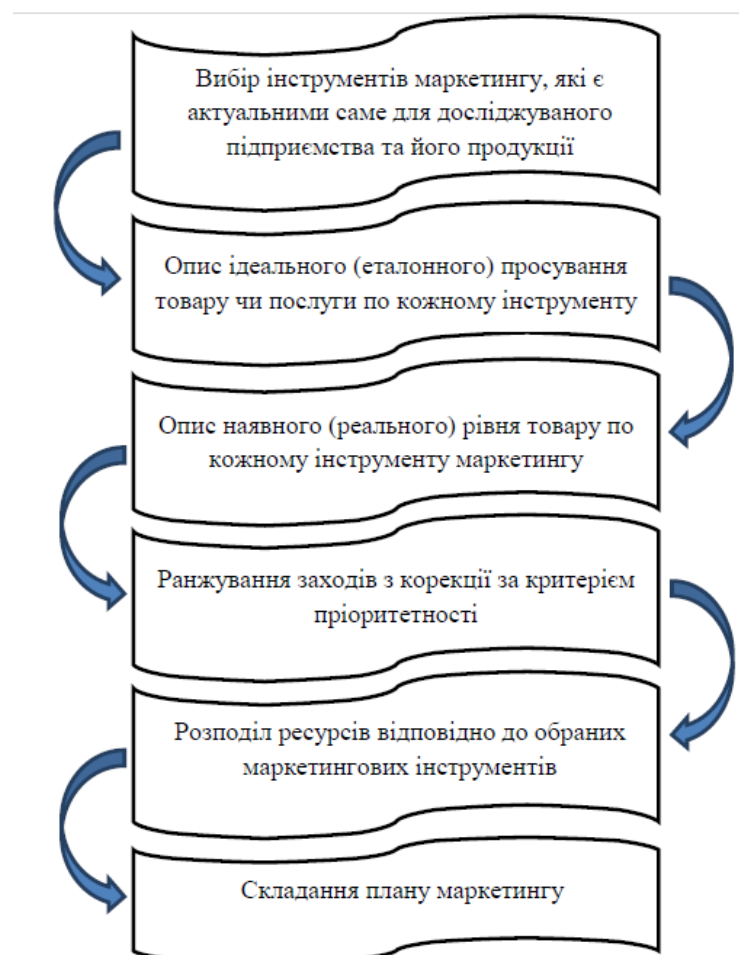 Вибір інструментів маркетингу, які є
актуальними саме для досліджуваного
підприємства та його продукції
Опис ідеального (еталонного) просування
товару чи послуги по кожному інструменту
Опис наявного (реального) рівня товару по
кожному інструменту маркетингу
Ранжування заходів з корекції за критерієм
пріоритетності
Розподіл ресурсів відповідно до обраних
маркетингових інструментів
Складання плану маркетингу